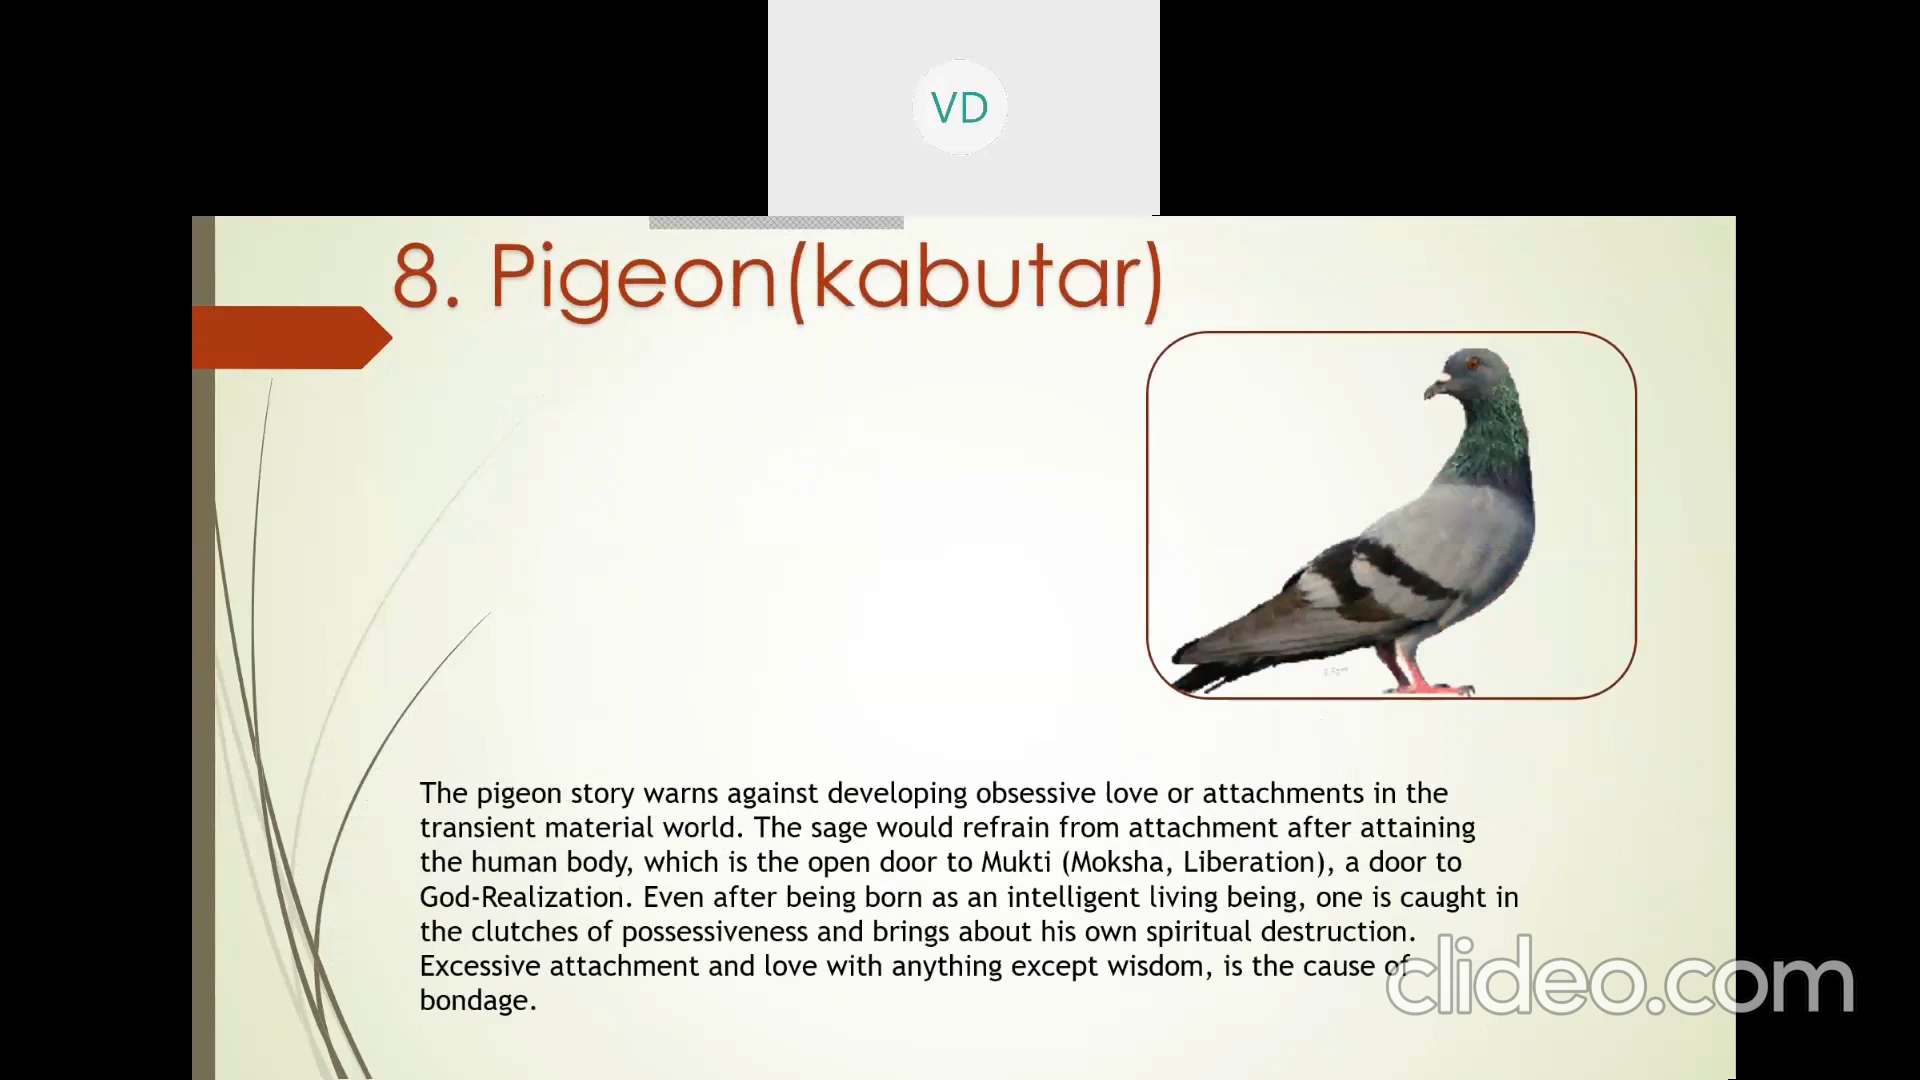 VD
8. Pigeon(kabutar)
The pigeon story warns against developing obsessive love or attachments in the
transient material world. The sage would refrain from attachment after attaining
the human body, which is the open door to Mukti (Moksha, Liberation), a door to
God-Realization. Even after being born as an intelligent living being, one is caught in
the clutches of possessiveness and brings about his own spiritual destruction.
Excessive attachment and love with anything except wisdom, is the cause of
bondage.
clideo.com